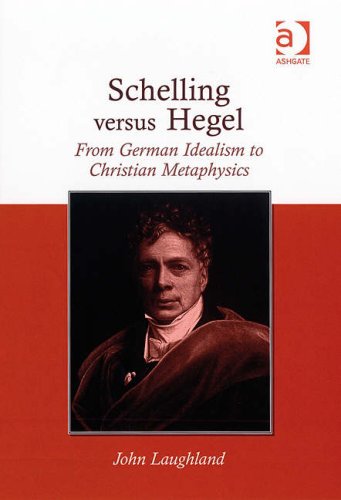 a
ASHGATE
Schelling
versus Hegel
From German Idealism to
Christian Metaphysics
John Laughland